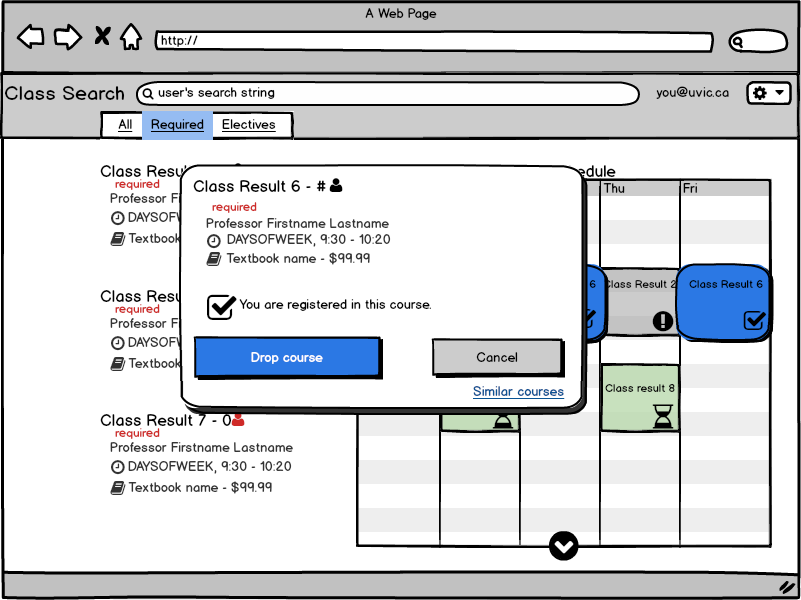 A Web Page
http://
Class Search
user's search string
you@uvic.ca
All
Required
Electives
Class Resu
required
Professor F
DAYSOFW
Textbook
Class Resu
required
Professor F
DAYSOFW
Textbook
Class Result 7 - 0
required
Professor Firstname Lastname
DAYSOFWEEK, 9:30 - 10:20
Textbook name - $99.99
Class Result 6 - #
required
Professor Firstname Lastname
DAYSOFWEEK, 9:30 - 10:20
Textbook name - $99.99
You are registered in this course.
Drop course
Cancel
Similar courses
edule
Thu
Fri
6
Class Result 2
Class Result 6
Class result 8